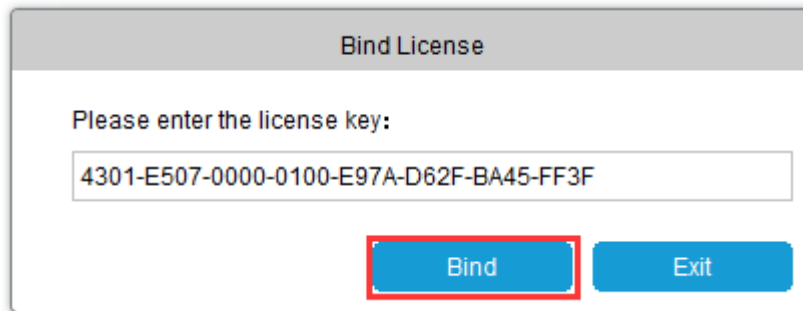 Bind License
Please enter the license key:
4301-E507-0000-0100-E97A-D62F-BA45-FF3F
Bind Exit